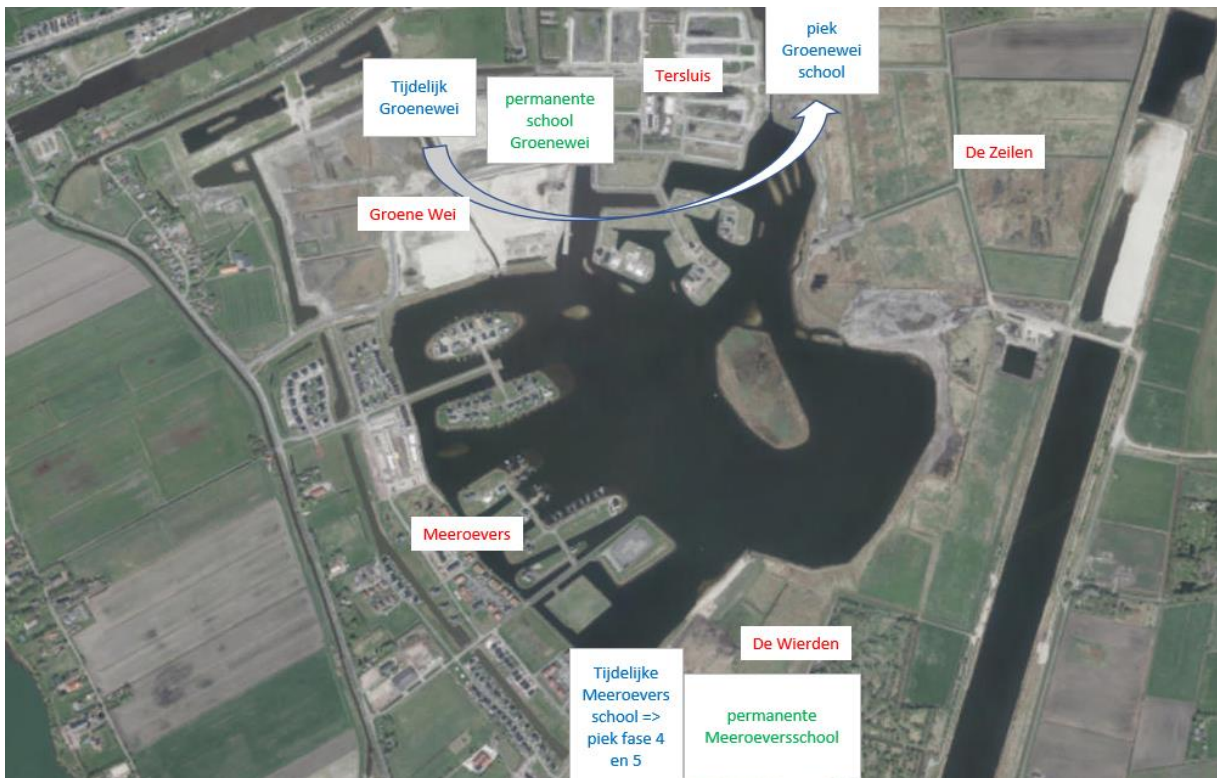 piek
Groenewei
school
Tersluis
Tijdelijk
Groenewei
permanente
school
Groenewei
De Zeilen
Groene Wei
Meeroevers
De Wierden
Tijdelijke
Meeroevers
school =>
piek fase 4
en 5
permanente
Meeroeversschool